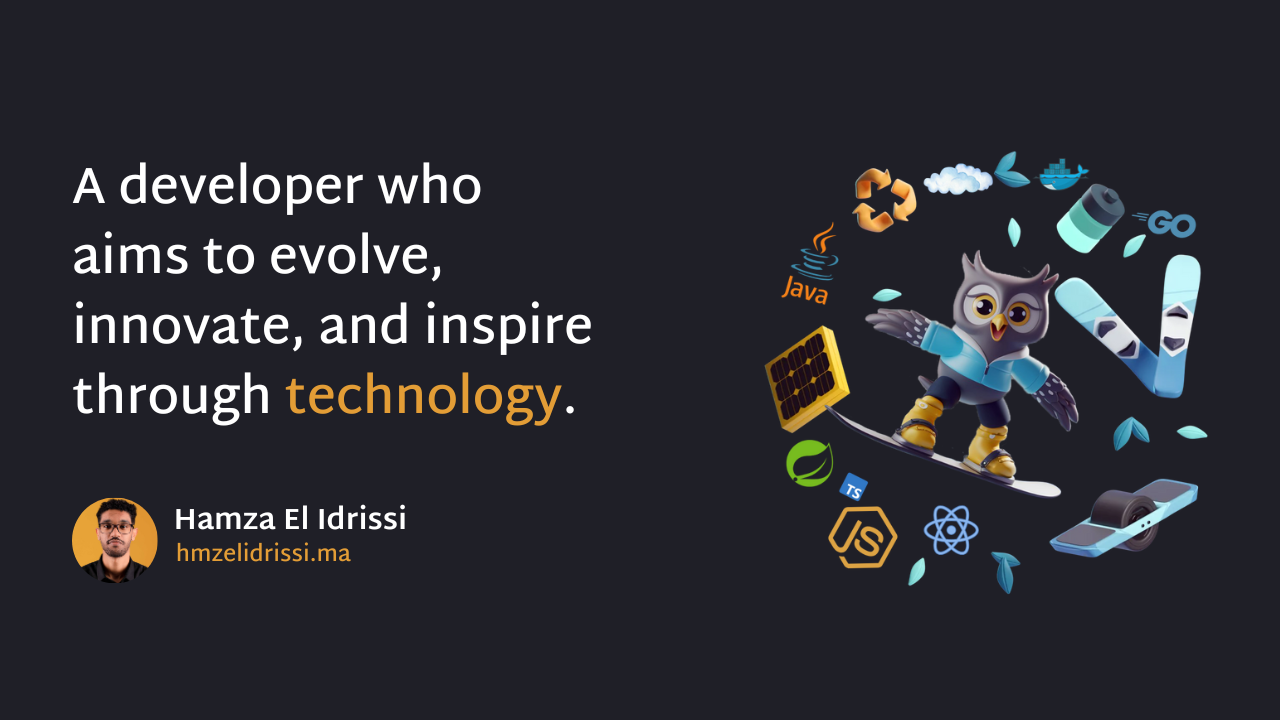 A developer who
aims to evolve,
innovate, and inspire
through technology.
Hamza El Idrissi
hmzelidrissi.ma
GO
Java
TS
JS